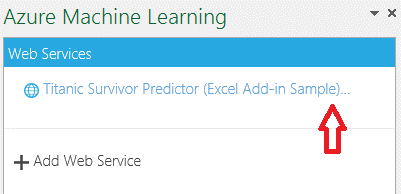 Azure Machine Learning
Web Services
Titanic Survivor Predictor (Excel Add-in Sample)...
Add Web Service